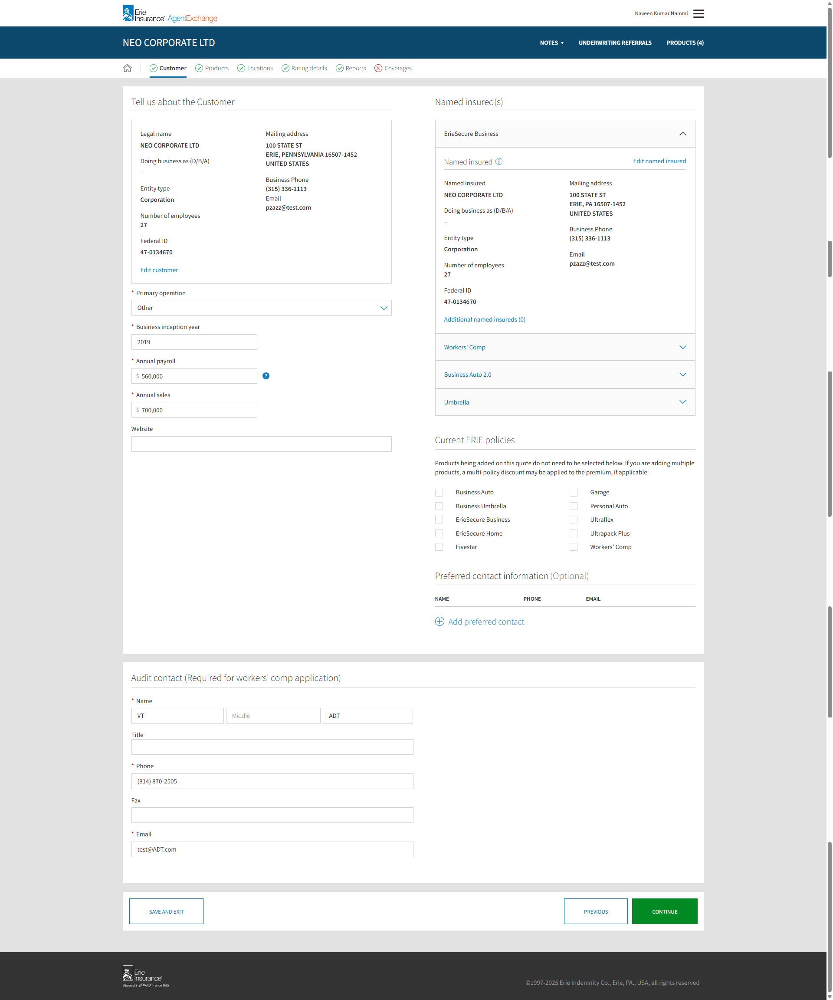 Erie
Insurance® AgentExchange
Naveen Kumar Nammi
NEO CORPORATE LTD
NOTES ▾
UNDERWRITING REFERRALS
PRODUCTS (4)
Customer
Products
Locations
Rating details
Reports
Coverages
Tell us about the Customer
Legal name
NEO CORPORATE LTD
Doing business as (D/B/A)
--
Entity type
Corporation
Number of employees
27
Federal ID
47-0134670
Edit customer
Mailing address
100 STATE ST
ERIE, PENNSYLVANIA 16507-1452
UNITED STATES
Business Phone
(315) 336-1113
Email
pzazz@test.com
* Primary operation
Other
* Business inception year
2019
* Annual payroll
$ 560,000
?
* Annual sales
$ 700,000
Website
Named insured(s)
ErieSecure Business
Named insured
Edit named insured
Named insured
NEO CORPORATE LTD
Doing business as (D/B/A)
--
Entity type
Corporation
Number of employees
27
Federal ID
47-0134670
Additional named insureds (0)
Mailing address
100 STATE ST
ERIE, PA 16507-1452
UNITED STATES
Business Phone
(315) 336-1113
Email
pzazz@test.com
Workers' Comp
Business Auto 2.0
Umbrella
Current ERIE policies
Products being added on this quote do not need to be selected below. If you are adding multiple
products, a multi-policy discount may be applied to the premium, if applicable.
Business Auto
Business Umbrella
ErieSecure Business
ErieSecure Home
Fivestar
Garage
Personal Auto
Ultraflex
Ultrapack Plus
Workers' Comp
Preferred contact information (Optional)
NAME
PHONE
EMAIL
Add preferred contact
Audit contact (Required for workers' comp application)
* Name
VT
Middle
ADT
Title
* Phone
(814) 870-2505
Fax
* Email
test@ADT.com
SAVE AND EXIT
PREVIOUS
CONTINUE
Erie
Insurance®
Above all in SERVICE® - since 1925
©1997-2025 Erie Indemnity Co., Erie, PA., USA, all rights reserved